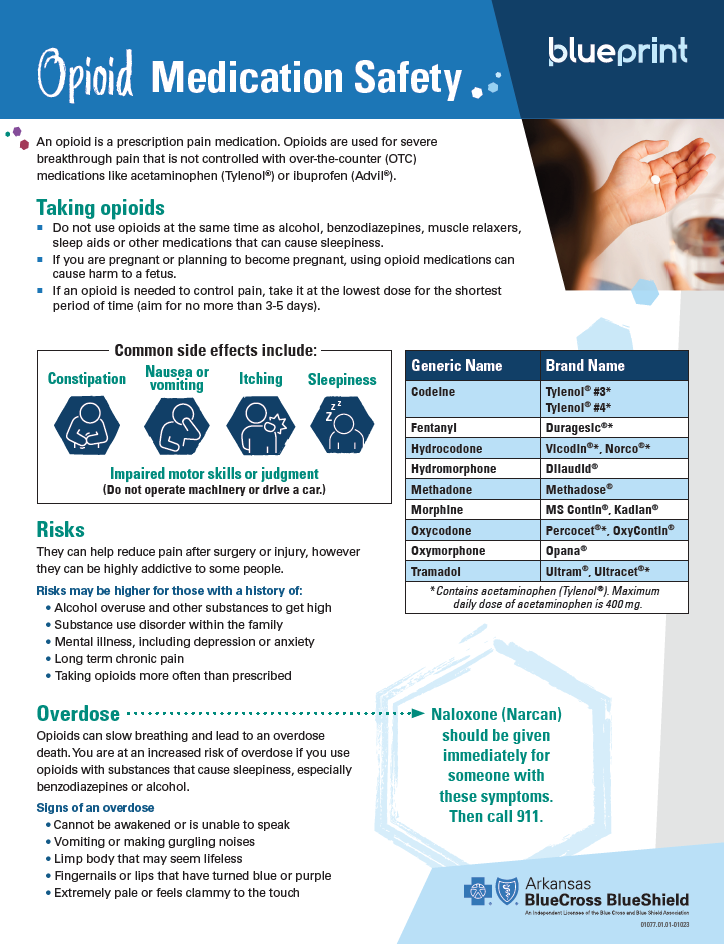 Opioid Medication Safety
blueprint
An opioid is a prescription pain medication. Opioids are used for severe
breakthrough pain that is not controlled with over-the-counter (OTC)
medications like acetaminophen (Tylenol®) or ibuprofen (Advil®).
Taking opioids
▪ Do not use opioids at the same time as alcohol, benzodiazepines, muscle relaxers,
sleep aids or other medications that can cause sleepiness.
▪ If you are pregnant or planning to become pregnant, using opioid medications can
cause harm to a fetus.
▪ If an opioid is needed to control pain, take it at the lowest dose for the shortest
period of time (aim for no more than 3-5 days).
Common side effects include:
Constipation
Nausea or
vomiting
Itching
Sleepiness
Z z z
Impaired motor skills or judgment
(Do not operate machinery or drive a car.)
Generic Name Brand Name
Codeine Tylenol® #3*
Tylenol® #4*
Fentanyl Duragesic®*
Hydrocodone Vicodin®*, Norco®*
Hydromorphone Dilaudid®
Methadone Methadose®
Morphine MS Contin®, Kadian®
Oxycodone Percocet®*, OxyContin®
Oxymorphone Opana®
Tramadol Ultram®, Ultracet®*
*Contains acetaminophen (Tylenol®). Maximum
daily dose of acetaminophen is 400 mg.
Risks
They can help reduce pain after surgery or injury, however
they can be highly addictive to some people.
Risks may be higher for those with a history of:
• Alcohol overuse and other substances to get high
• Substance use disorder within the family
• Mental illness, including depression or anxiety
• Long term chronic pain
• Taking opioids more often than prescribed
Overdose
Opioids can slow breathing and lead to an overdose
death. You are at an increased risk of overdose if you use
opioids with substances that cause sleepiness, especially
benzodiazepines or alcohol.
Signs of an overdose
• Cannot be awakened or is unable to speak
• Vomiting or making gurgling noises
• Limp body that may seem lifeless
• Fingernails or lips that have turned blue or purple
• Extremely pale or feels clammy to the touch
Naloxone (Narcan)
should be given
immediately for
someone with
these symptoms.
Then call 911.
Arkansas
BlueCross BlueShield
An Independent Licensee of the Blue Cross and Blue Shield Association
01077.01.01-01023